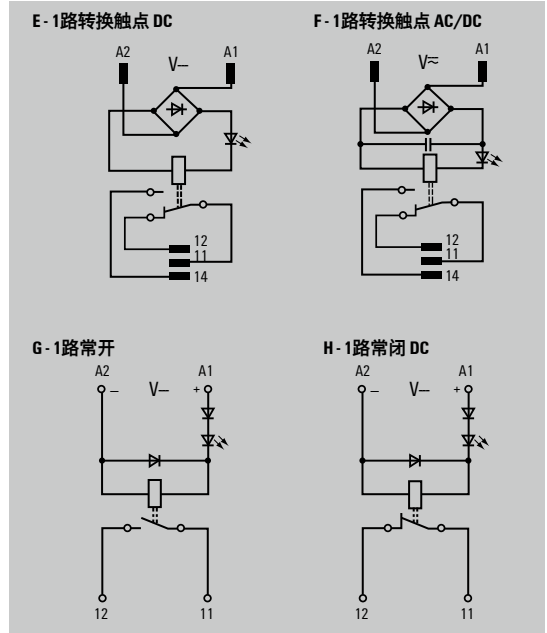 E - 1路转换触点 DC
A2 V⎓ A1
12
11
14
F - 1路转换触点 AC/DC
A2 V≂ A1
12
11
14
G - 1路常开
A2 A1
– V– +
12 11
H - 1路常闭 DC
A2 A1
– V– +
12 11